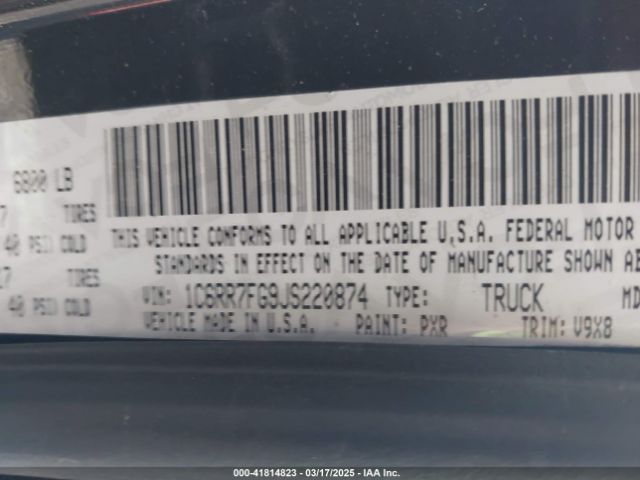 6800 LB
7 TIRES
40 PSI COLD
7
40 PSI COLD
THIS VEHICLE CONFORMS TO ALL APPLICABLE U.S.A. FEDERAL MOTOR
STANDARDS IN EFFECT ON THE DATE OF MANUFACTURE SHOWN AB
VIN: 1C6RR7FG9JS220874 TYPE: TRUCK MD
VEHICLE MADE IN U.S.A. PAINT: PXR TRIM: V9X8
000-41814823 - 03/17/2025 - IAA Inc.